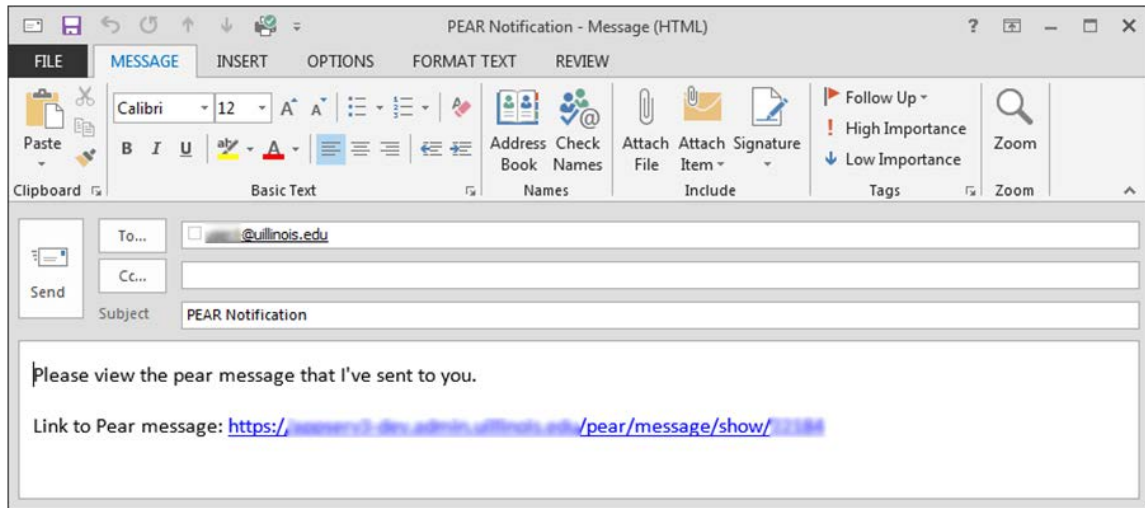 PEAR Notification - Message (HTML)
?
FILE MESSAGE INSERT OPTIONS FORMAT TEXT REVIEW
Paste
Clipboard
Calibri 12 A A
B I U aby A
Basic Text
Address Book
Check Names
Names
Attach File
Attach Item
Signature
Include
Follow Up
! High Importance
Low Importance
Tags
Zoom
Zoom
To... @uillinois.edu
Cc...
Send
Subject PEAR Notification
Please view the pear message that I've sent to you.
Link to Pear message: https:/ /pear/message/show/